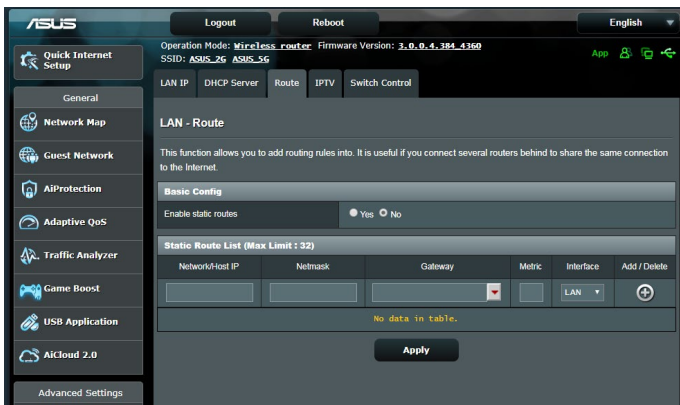 ASUS
Logout
Reboot
English
Quick Internet
Setup
Operation Mode: Wireless router Firmware Version: 3.0.0.4.384_4360
SSID: ASUS_2G ASUS_5G
App
General
Network Map
Guest Network
AiProtection
Adaptive QoS
Traffic Analyzer
Game Boost
USB Application
AiCloud 2.0
Advanced Settings
LAN IP DHCP Server Route IPTV Switch Control
LAN - Route
This function allows you to add routing rules into. It is useful if you connect several routers behind to share the same connection
to the Internet.
Basic Config
Enable static routes Yes No
Static Route List (Max Limit : 32)
Network/Host IP Netmask Gateway Metric Interface Add / Delete
LAN
No data in table.
Apply